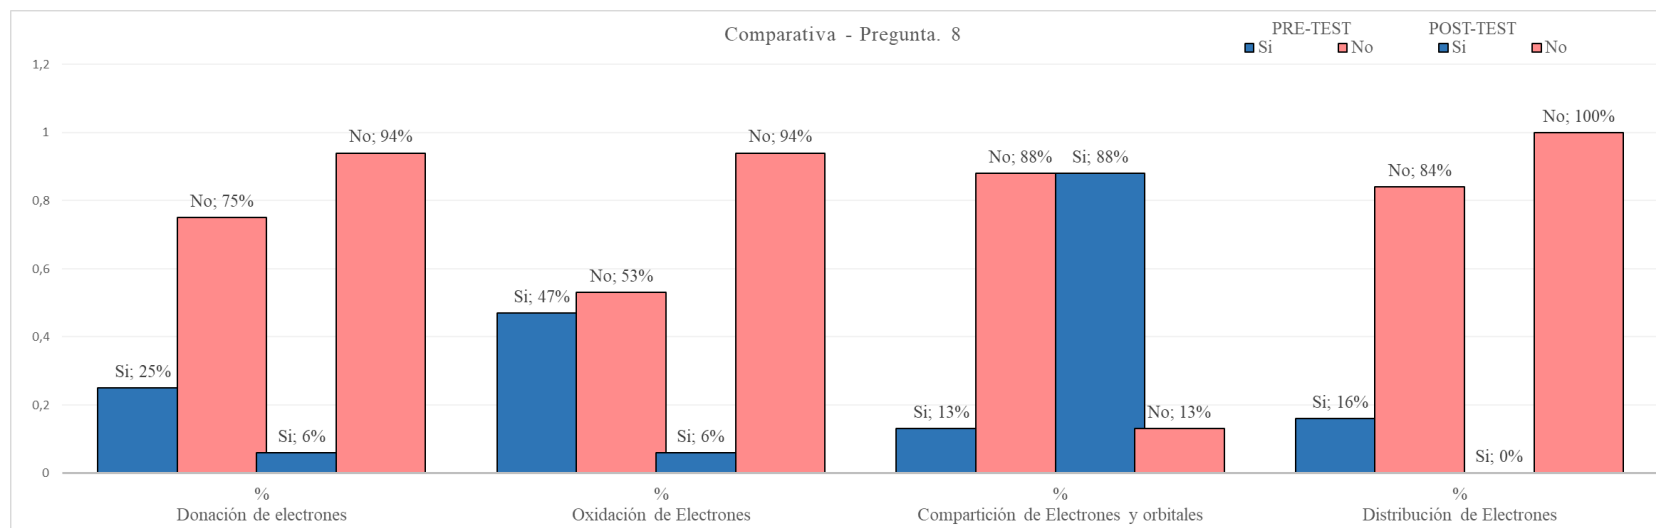 Comparativa - Pregunta. 8
PRE-TEST POST-TEST
Si No Si No
1,2
1
0,8
0,6
0,4
0,2
0
Si; 25%
No; 75%
Si; 6%
No; 94%
Si; 47%
No; 53%
Si; 6%
No; 94%
Si; 13%
No; 88%
Si; 88%
No; 13%
Si; 16%
No; 84%
Si; 0%
No; 100%
% % % %
Donación de electrones Oxidación de Electrones Compartición de Electrones y orbitales Distribución de Electrones